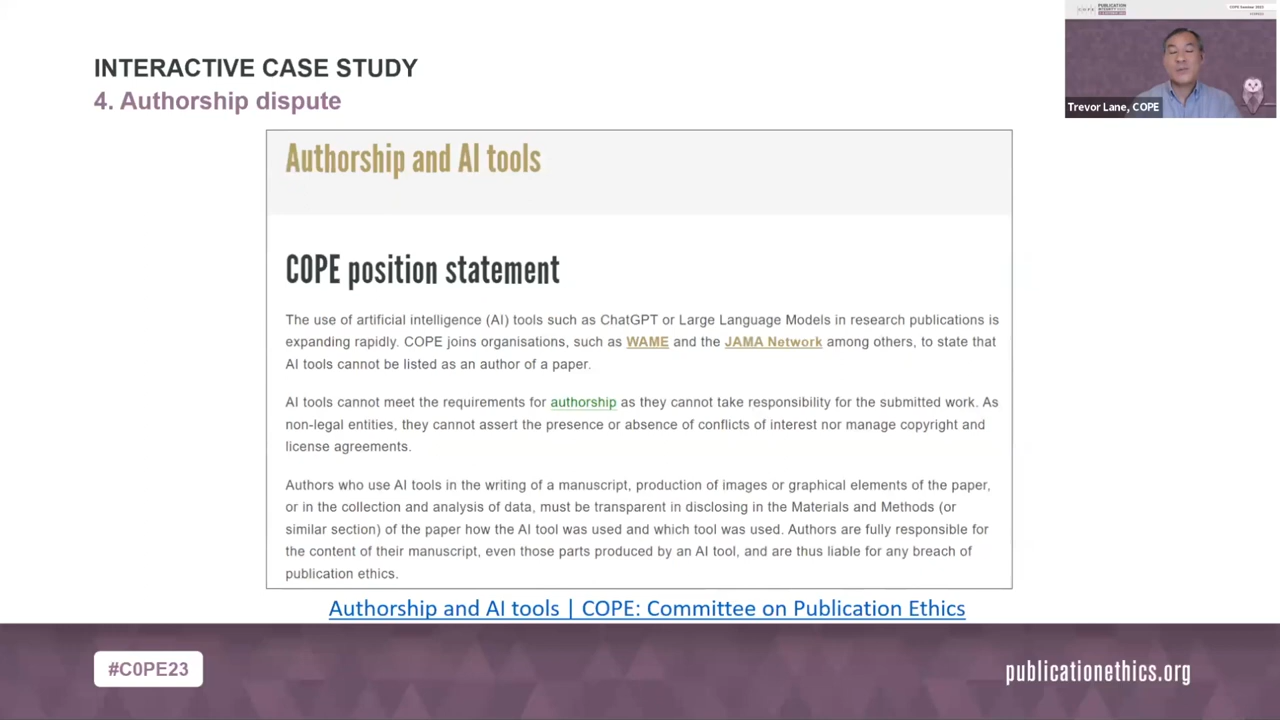 INTERACTIVE CASE STUDY
4. Authorship dispute
Trevor Lane, COPE
Authorship and AI tools
COPE position statement
The use of artificial intelligence (AI) tools such as ChatGPT or Large Language Models in research publications is
expanding rapidly. COPE joins organisations, such as WAME and the JAMA Network among others, to state that
AI tools cannot be listed as an author of a paper.
AI tools cannot meet the requirements for authorship as they cannot take responsibility for the submitted work. As
non-legal entities, they cannot assert the presence or absence of conflicts of interest nor manage copyright and
license agreements.
Authors who use AI tools in the writing of a manuscript, production of images or graphical elements of the paper,
or in the collection and analysis of data, must be transparent in disclosing in the Materials and Methods (or
similar section) of the paper how the AI tool was used and which tool was used. Authors are fully responsible for
the content of their manuscript, even those parts produced by an AI tool, and are thus liable for any breach of
publication ethics.
Authorship and AI tools | COPE: Committee on Publication Ethics
#C0PE23
publicationethics.org